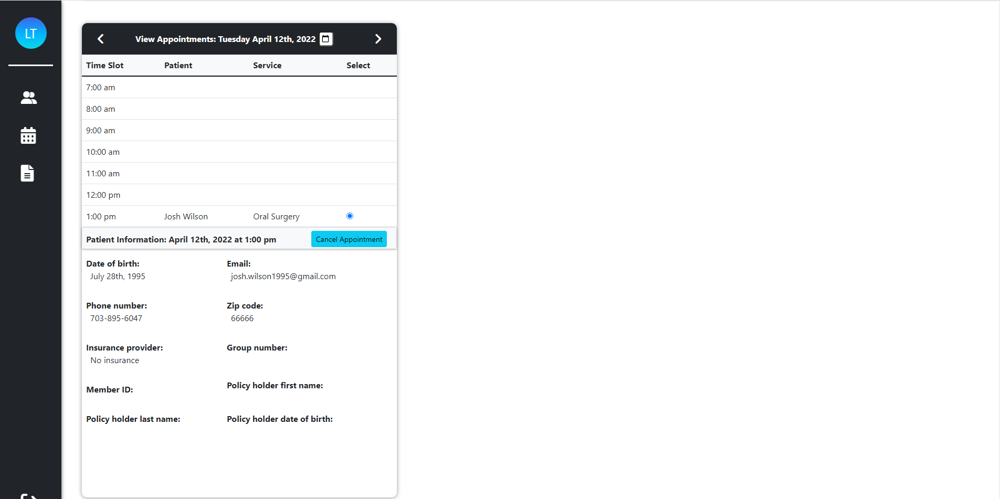 LT
View Appointments: Tuesday April 12th, 2022
Time Slot Patient Service Select
7:00 am
8:00 am
9:00 am
10:00 am
11:00 am
12:00 pm
1:00 pm Josh Wilson Oral Surgery
Patient Information: April 12th, 2022 at 1:00 pm Cancel Appointment
Date of birth: Email:
July 28th, 1995 josh.wilson1995@gmail.com
Phone number: Zip code:
703-895-6047 66666
Insurance provider: Group number:
No insurance
Policy holder first name:
Member ID:
Policy holder last name: Policy holder date of birth: